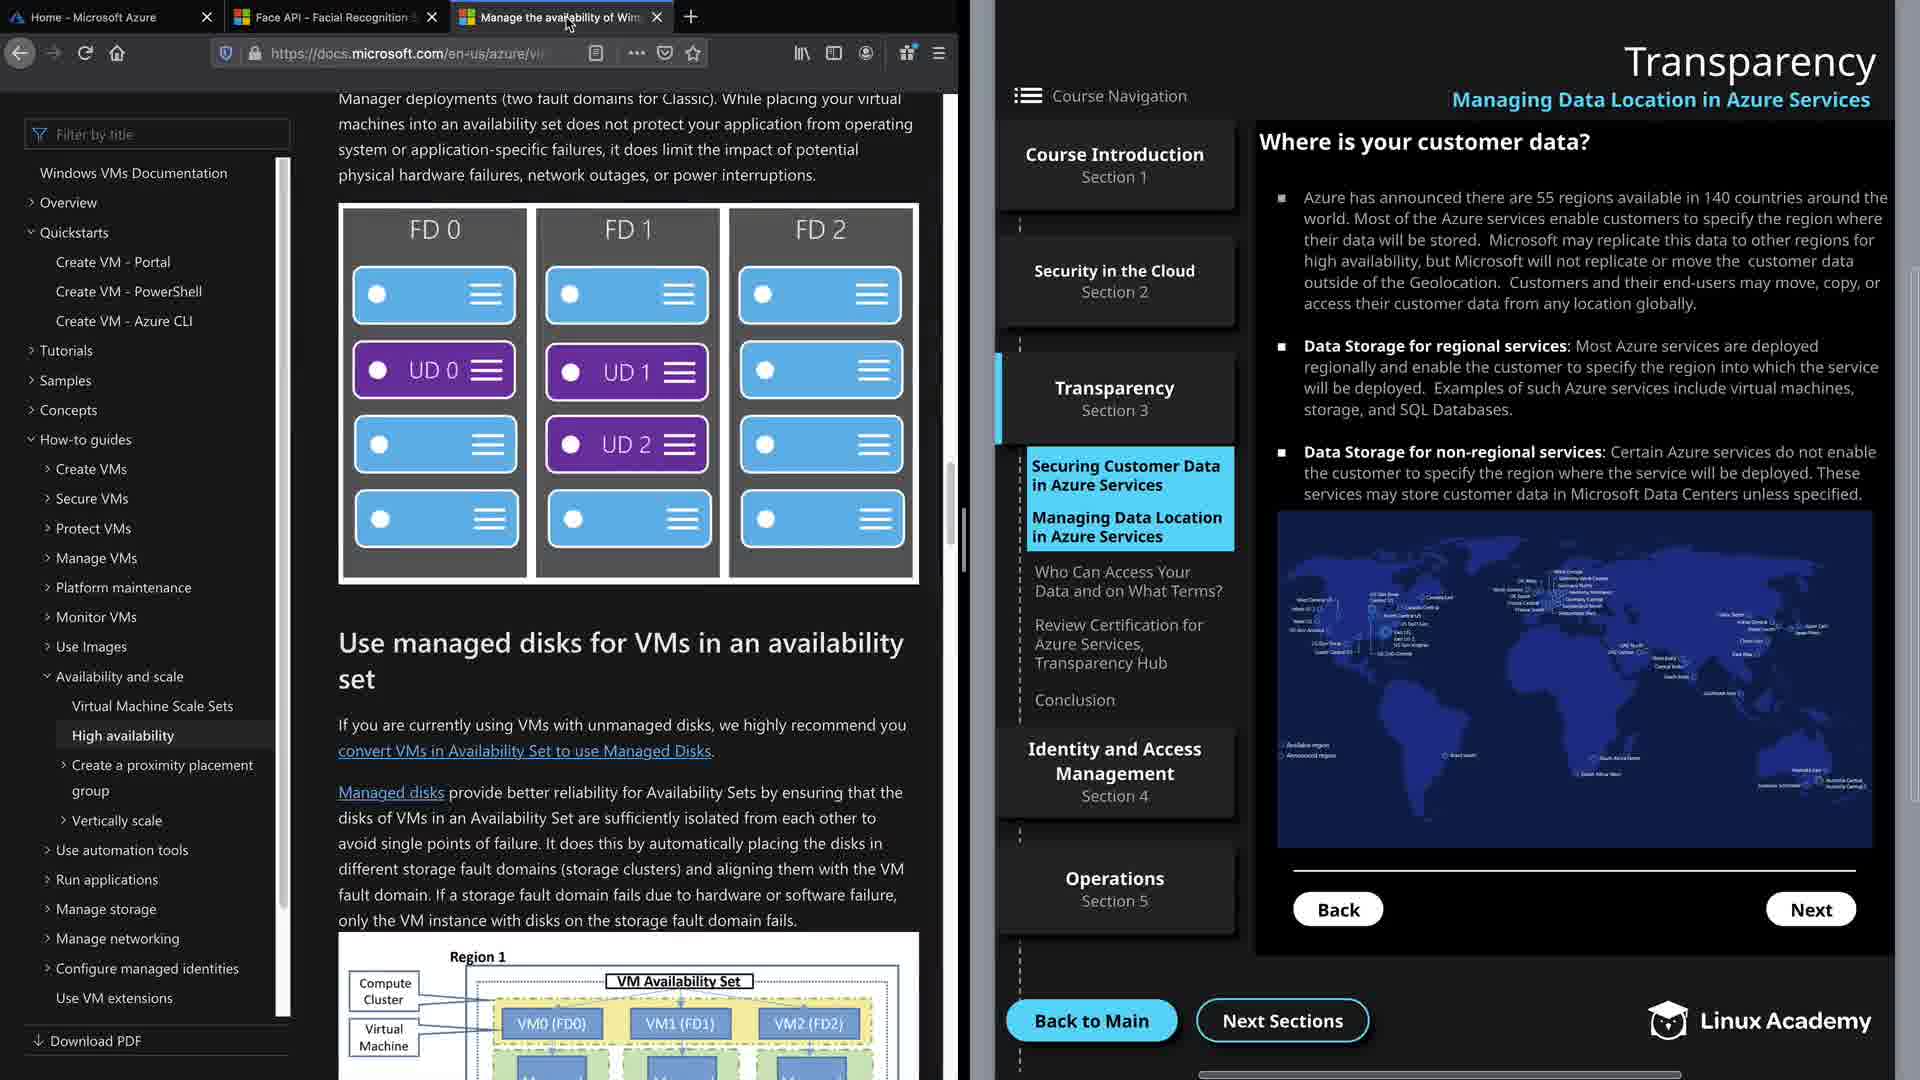 Home - Microsoft Azure
Face API - Facial Recognition
Manage the availability of Win
https://docs.microsoft.com/en-us/azure/vi
Filter by title
Windows VMs Documentation
Overview
Quickstarts
Create VM - Portal
Create VM - PowerShell
Create VM - Azure CLI
Tutorials
Samples
Concepts
How-to guides
Create VMs
Secure VMs
Protect VMs
Manage VMs
Platform maintenance
Monitor VMs
Use Images
Availability and scale
Virtual Machine Scale Sets
High availability
Create a proximity placement
group
Vertically scale
Use automation tools
Run applications
Manage storage
Manage networking
Configure managed identities
Use VM extensions
Download PDF
Manager deployments (two fault domains for Classic). While placing your virtual
machines into an availability set does not protect your application from operating
system or application-specific failures, it does limit the impact of potential
physical hardware failures, network outages, or power interruptions.
FD 0
FD 1
FD 2
UD 0
UD 1
UD 2
Use managed disks for VMs in an availability
set
If you are currently using VMs with unmanaged disks, we highly recommend you
convert VMs in Availability Set to use Managed Disks.
Managed disks provide better reliability for Availability Sets by ensuring that the
disks of VMs in an Availability Set are sufficiently isolated from each other to
avoid single points of failure. It does this by automatically placing the disks in
different storage fault domains (storage clusters) and aligning them with the VM
fault domain. If a storage fault domain fails due to hardware or software failure,
only the VM instance with disks on the storage fault domain fails.
Region 1
Compute
Cluster
VM Availability Set
VM0 (FD0)
VM1 (FD1)
VM2 (FD2)
Virtual
Machine
Transparency
Managing Data Location in Azure Services
Course Navigation
Course Introduction
Section 1
Security in the Cloud
Section 2
Transparency
Section 3
Securing Customer Data
in Azure Services
Managing Data Location
in Azure Services
Who Can Access Your
Data and on What Terms?
Review Certification for
Azure Services,
Transparency Hub
Conclusion
Identity and Access
Management
Section 4
Operations
Section 5
Where is your customer data?
Azure has announced there are 55 regions available in 140 countries around the
world. Most of the Azure services enable customers to specify the region where
their data will be stored. Microsoft may replicate this data to other regions for
high availability, but Microsoft will not replicate or move the customer data
outside of the Geolocation. Customers and their end-users may move, copy, or
access their customer data from any location globally.
Data Storage for regional services: Most Azure services are deployed
regionally and enable the customer to specify the region into which the service
will be deployed. Examples of such Azure services include virtual machines,
storage, and SQL Databases.
Data Storage for non-regional services: Certain Azure services do not enable
the customer to specify the region where the service will be deployed. These
services may store customer data in Microsoft Data Centers unless specified.
Available region
Announced region
Back
Next
Back to Main
Next Sections
Linux Academy